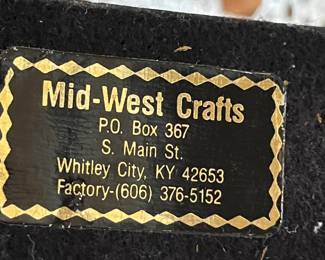 Mid-West Crafts
P.O. Box 367
S. Main St.
Whitley City, KY 42653
Factory-(606) 376-5152